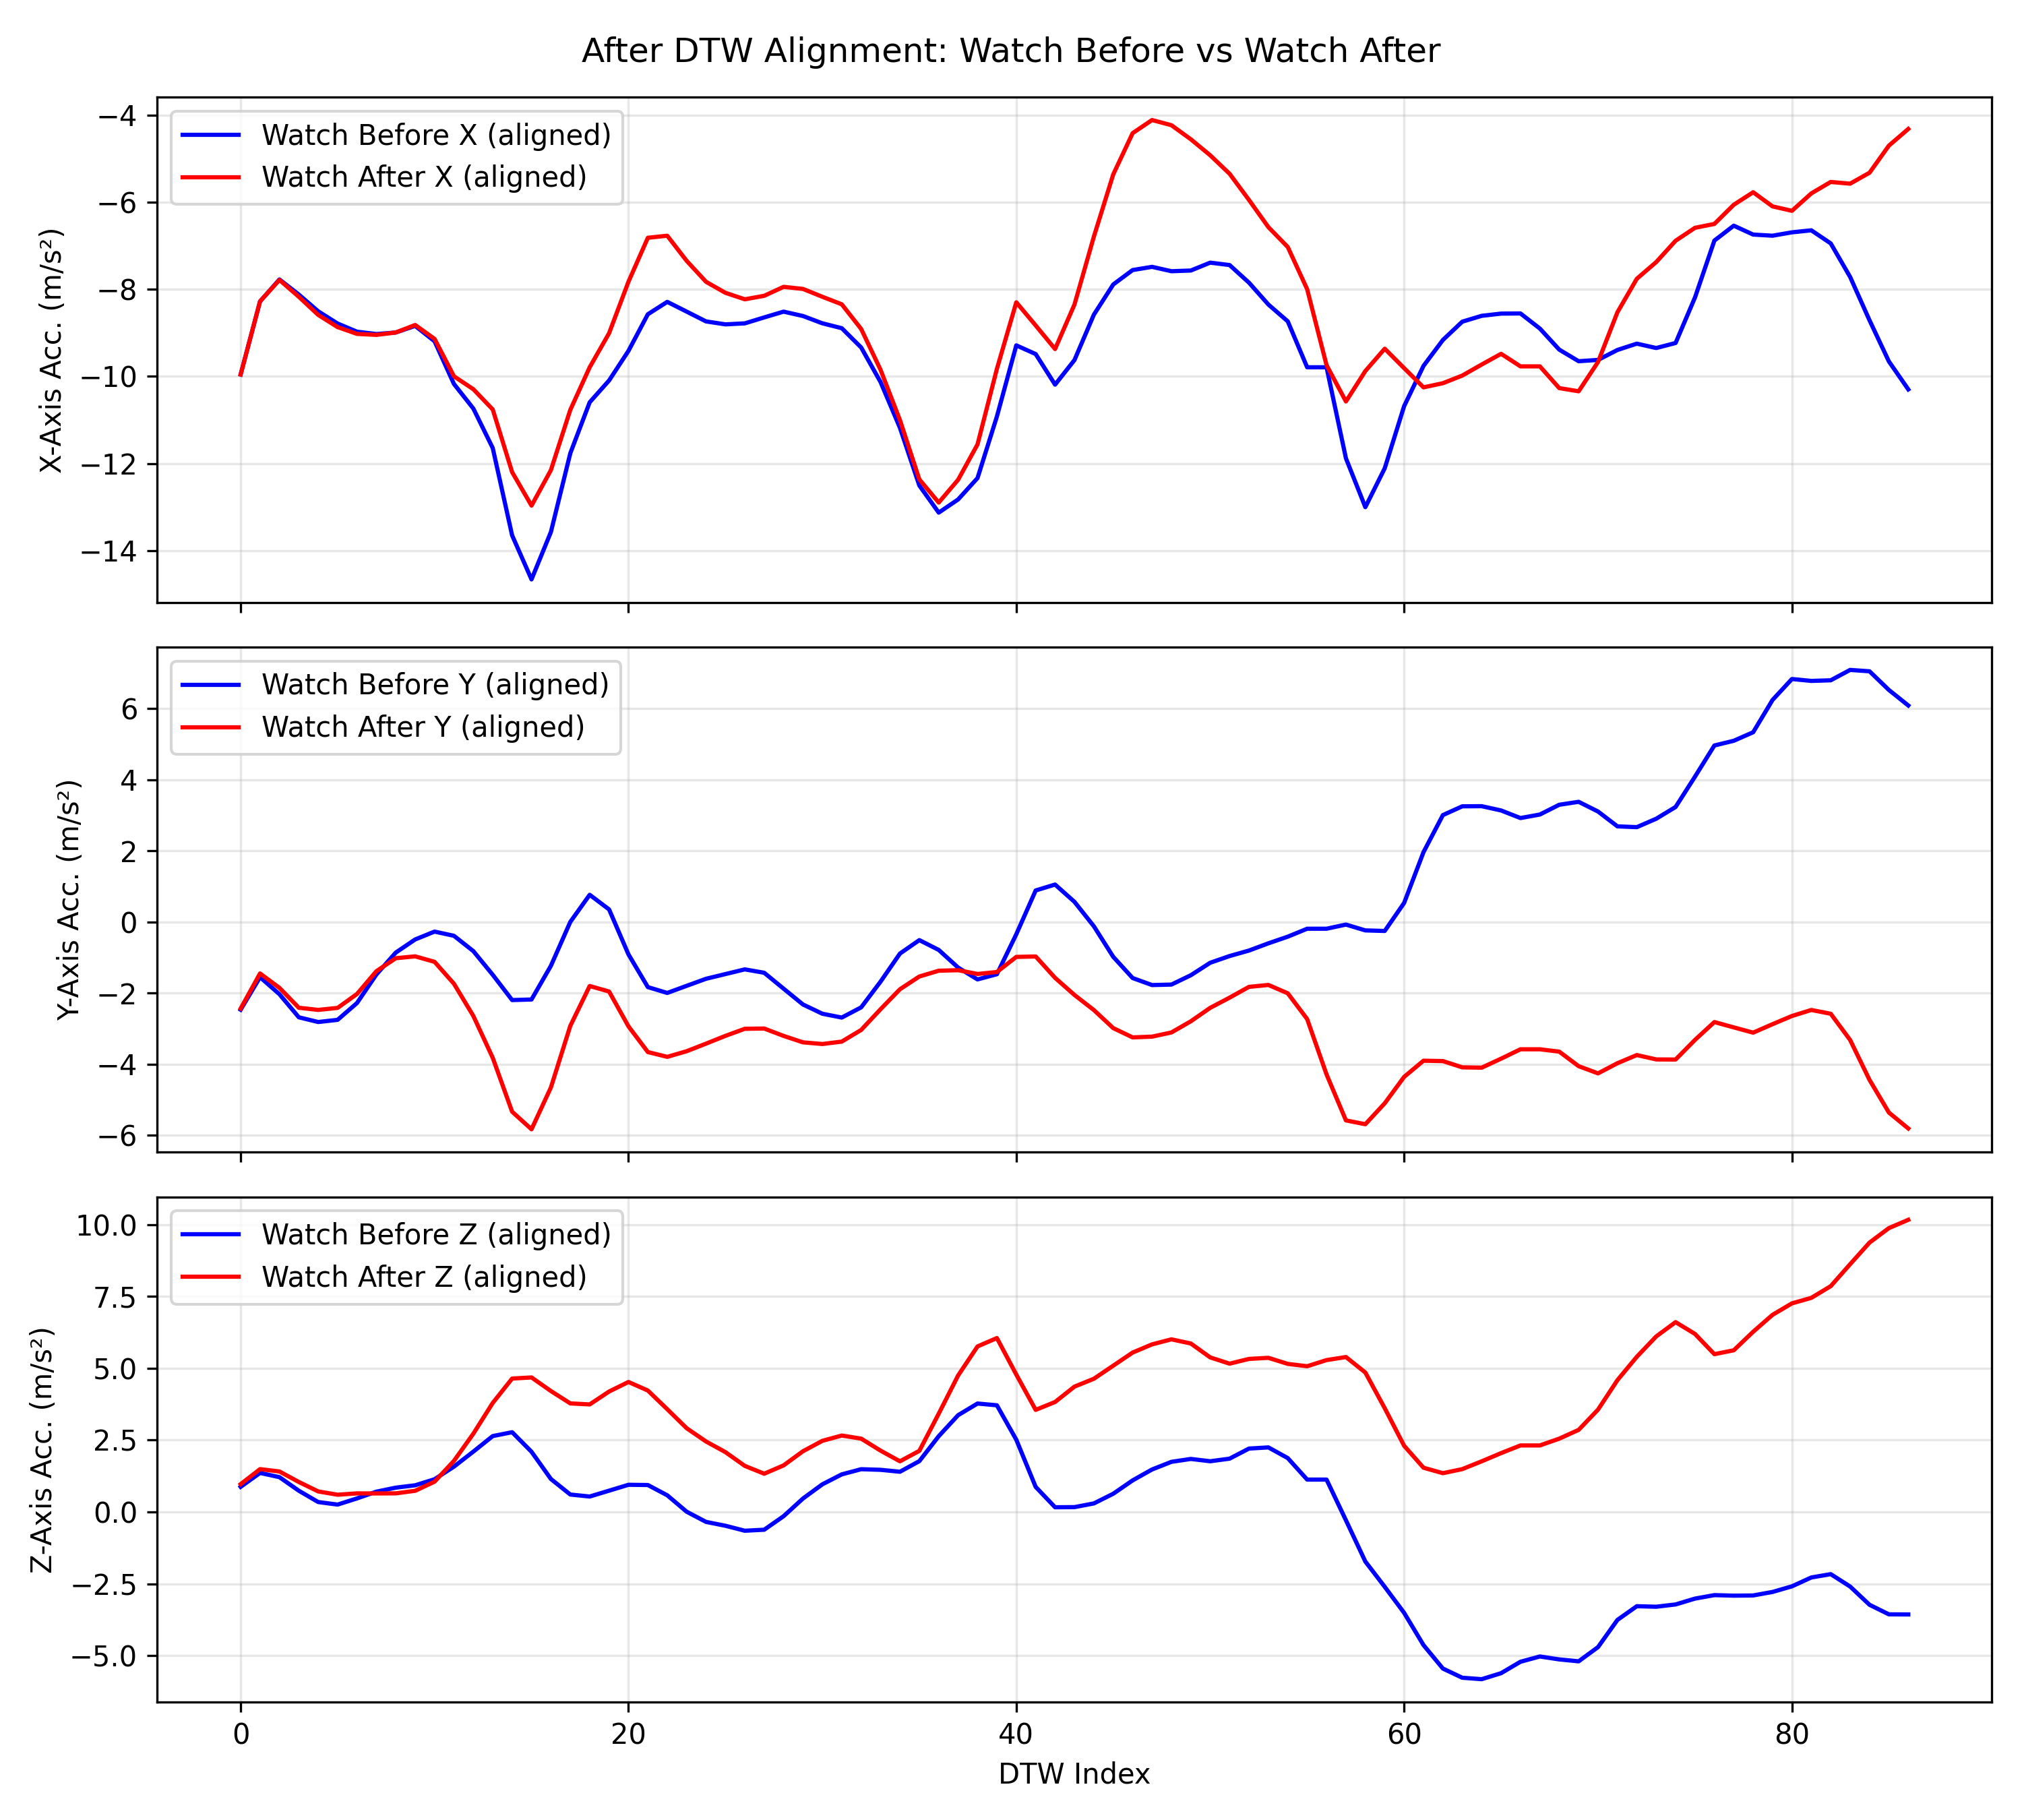 After DTW Alignment: Watch Before vs Watch After
Watch Before X (aligned)
Watch After X (aligned)
X-Axis Acc. (m/s²)
−4
−6
−8
−10
−12
−14
Watch Before Y (aligned)
Watch After Y (aligned)
Y-Axis Acc. (m/s²)
6
4
2
0
−2
−4
−6
Watch Before Z (aligned)
Watch After Z (aligned)
Z-Axis Acc. (m/s²)
10.0
7.5
5.0
2.5
0.0
−2.5
−5.0
0 20 40 60 80
DTW Index